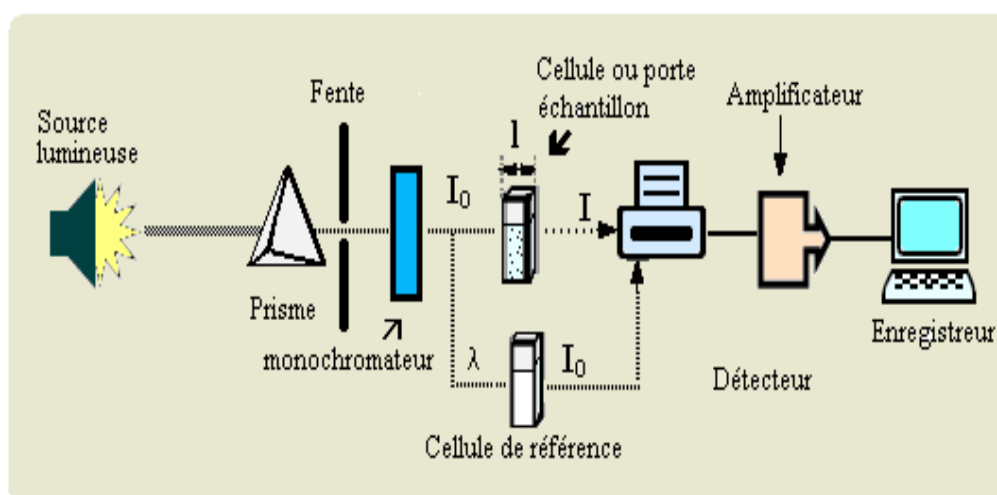 Source
lumineuse
Fente
Cellule ou porte
échantillon
Amplificateur
l
I₀
I
Prisme
monochromateur
λ
I₀
Cellule de référence
Détecteur
Enregistreur